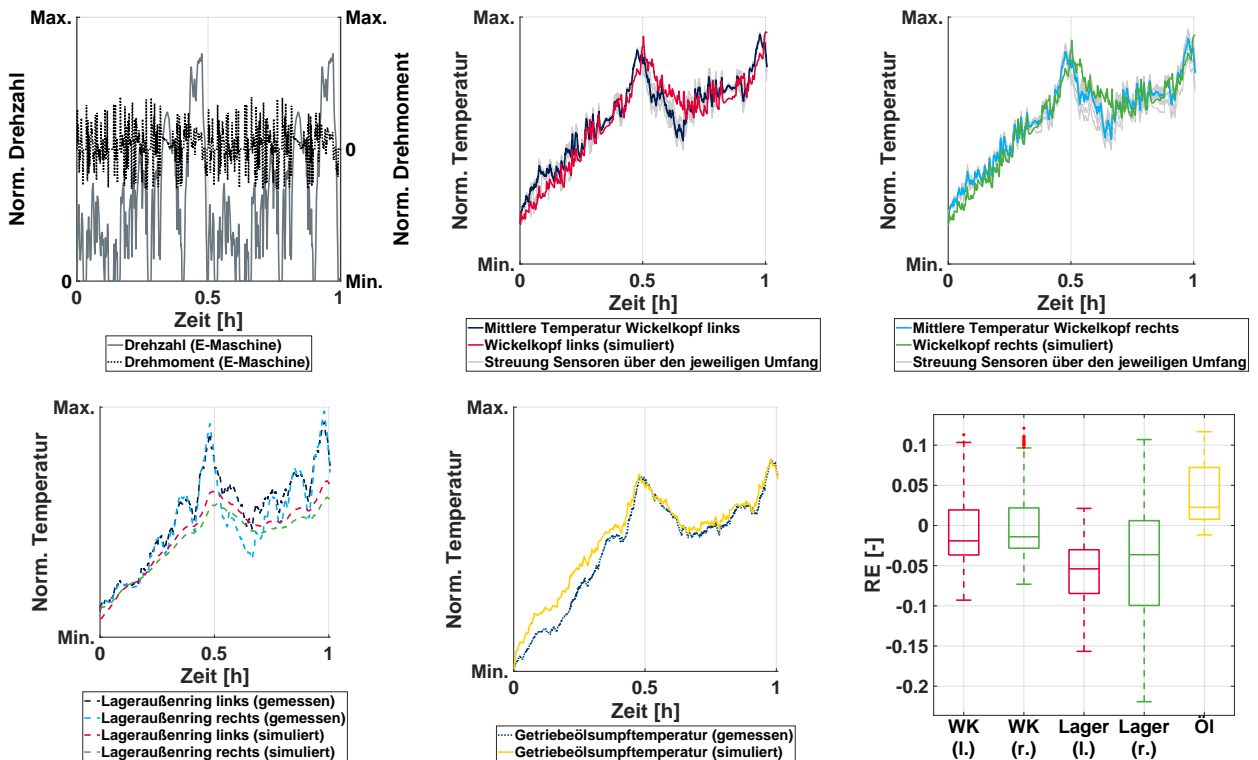 Max.
Norm. Drehzahl
0
Max.
0
Min.
Norm. Drehmoment
0
0.5
1
Zeit [h]
Drehzahl (E-Maschine)
Drehmoment (E-Maschine)
Max.
Norm. Temperatur
Min.
0
0.5
1
Zeit [h]
Mittlere Temperatur Wickelkopf links
Wickelkopf links (simuliert)
Streuung Sensoren über den jeweiligen Umfang
Max.
Norm. Temperatur
Min.
0
0.5
1
Zeit [h]
Mittlere Temperatur Wickelkopf rechts
Wickelkopf rechts (simuliert)
Streuung Sensoren über den jeweiligen Umfang
Max.
Norm. Temperatur
Min.
0
0.5
1
Zeit [h]
Lageraußenring links (gemessen)
Lageraußenring rechts (gemessen)
Lageraußenring links (simuliert)
Lageraußenring rechts (simuliert)
Max.
Norm. Temperatur
Min.
0
0.5
1
Zeit [h]
Getriebeölsumpftemperatur (gemessen)
Getriebeölsumpftemperatur (simuliert)
RE [-]
0.1
0.05
0
-0.05
-0.1
-0.15
-0.2
WK WK Lager Lager Öl
(l.) (r.) (l.) (r.)